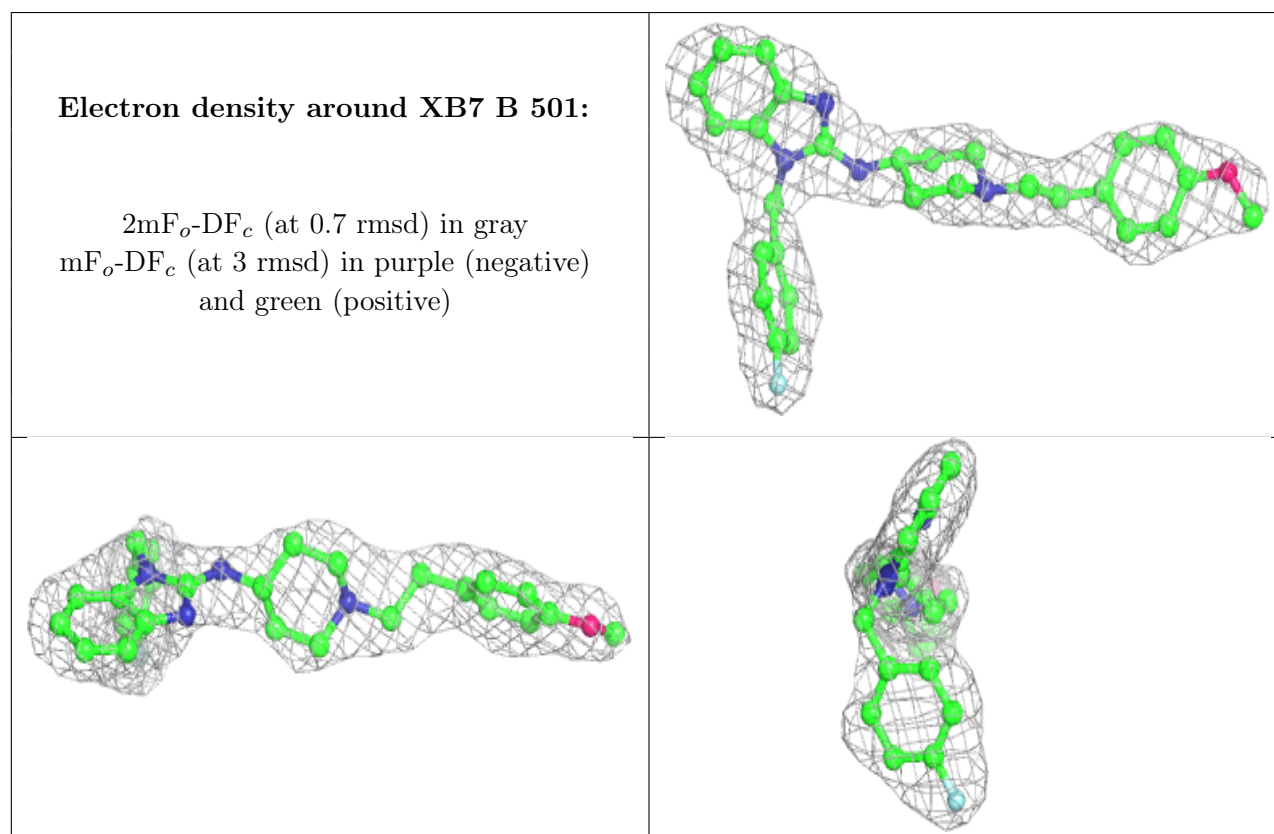 Electron density around XB7 B 501:
2mFo-DFc (at 0.7 rmsd) in gray
mFo-DFc (at 3 rmsd) in purple (negative)
and green (positive)